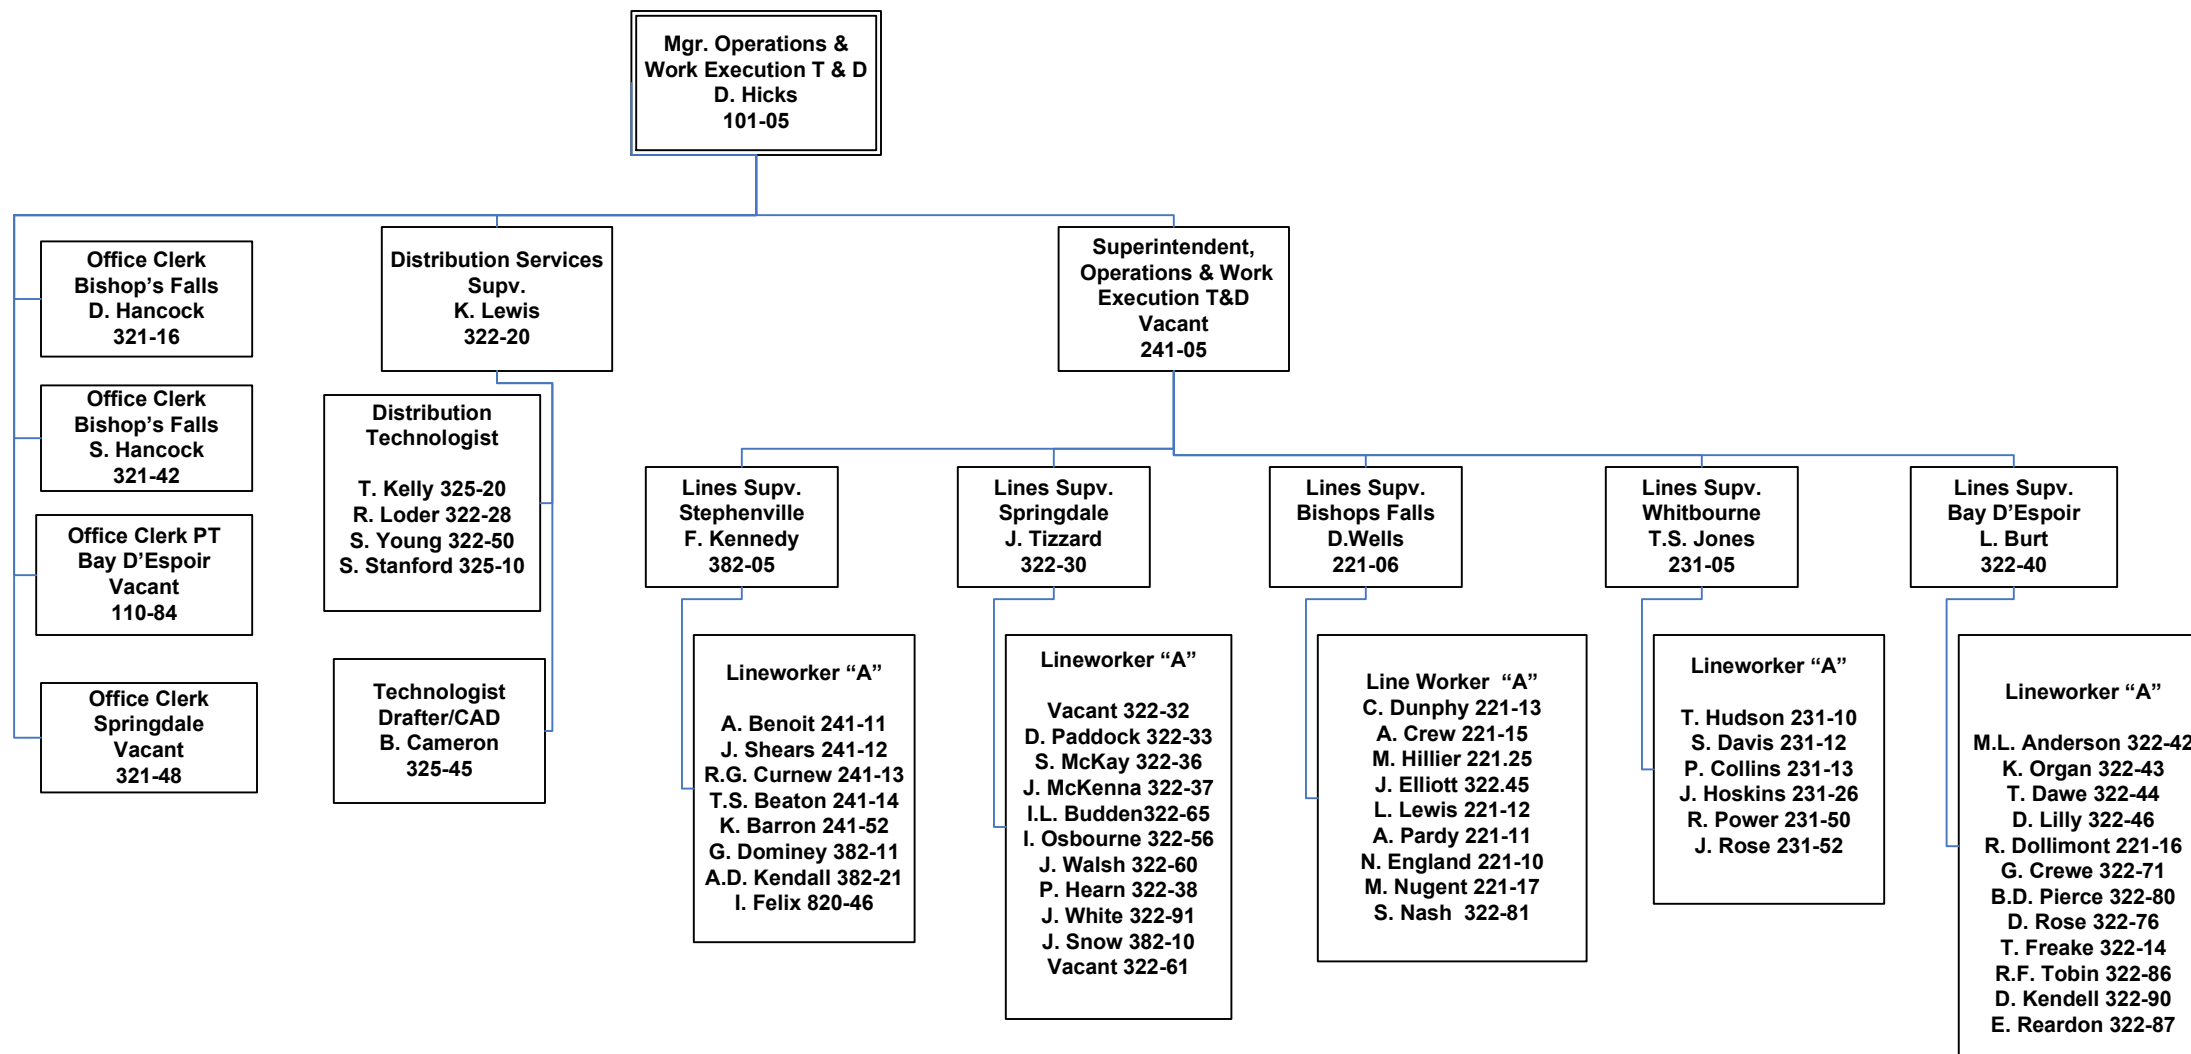 Mgr. Operations &
Work Execution T & D
D. Hicks
101-05
Office Clerk
Bishop's Falls
D. Hancock
321-16
Office Clerk
Bishop's Falls
S. Hancock
321-42
Office Clerk PT
Bay D'Espoir
Vacant
110-84
Office Clerk
Springdale
Vacant
321-48
Distribution Services
Supv.
K. Lewis
322-20
Distribution
Technologist
T. Kelly 325-20
R. Loder 322-28
S. Young 322-50
S. Stanford 325-10
Technologist
Drafter/CAD
B. Cameron
325-45
Superintendent,
Operations & Work
Execution T&D
Vacant
241-05
Lines Supv.
Stephenville
F. Kennedy
382-05
Lineworker “A”
A. Benoit 241-11
J. Shears 241-12
R.G. Curnew 241-13
T.S. Beaton 241-14
K. Barron 241-52
G. Dominey 382-11
A.D. Kendall 382-21
I. Felix 820-46
Lines Supv.
Springdale
J. Tizzard
322-30
Lineworker “A”
Vacant 322-32
D. Paddock 322-33
S. McKay 322-36
J. McKenna 322-37
I.L. Budden322-65
I. Osbourne 322-56
J. Walsh 322-60
P. Hearn 322-38
J. White 322-91
J. Snow 382-10
Vacant 322-61
Lines Supv.
Bishops Falls
D.Wells
221-06
Line Worker “A”
C. Dunphy 221-13
A. Crew 221-15
M. Hillier 221.25
J. Elliott 322.45
L. Lewis 221-12
A. Pardy 221-11
N. England 221-10
M. Nugent 221-17
S. Nash 322-81
Lines Supv.
Whitbourne
T.S. Jones
231-05
Lineworker “A”
T. Hudson 231-10
S. Davis 231-12
P. Collins 231-13
J. Hoskins 231-26
R. Power 231-50
J. Rose 231-52
Lines Supv.
Bay D'Espoir
L. Burt
322-40
Lineworker “A”
M.L. Anderson 322-42
K. Organ 322-43
T. Dawe 322-44
D. Lilly 322-46
R. Dollimont 221-16
G. Crewe 322-71
B.D. Pierce 322-80
D. Rose 322-76
T. Freake 322-14
R.F. Tobin 322-86
D. Kendell 322-90
E. Reardon 322-87